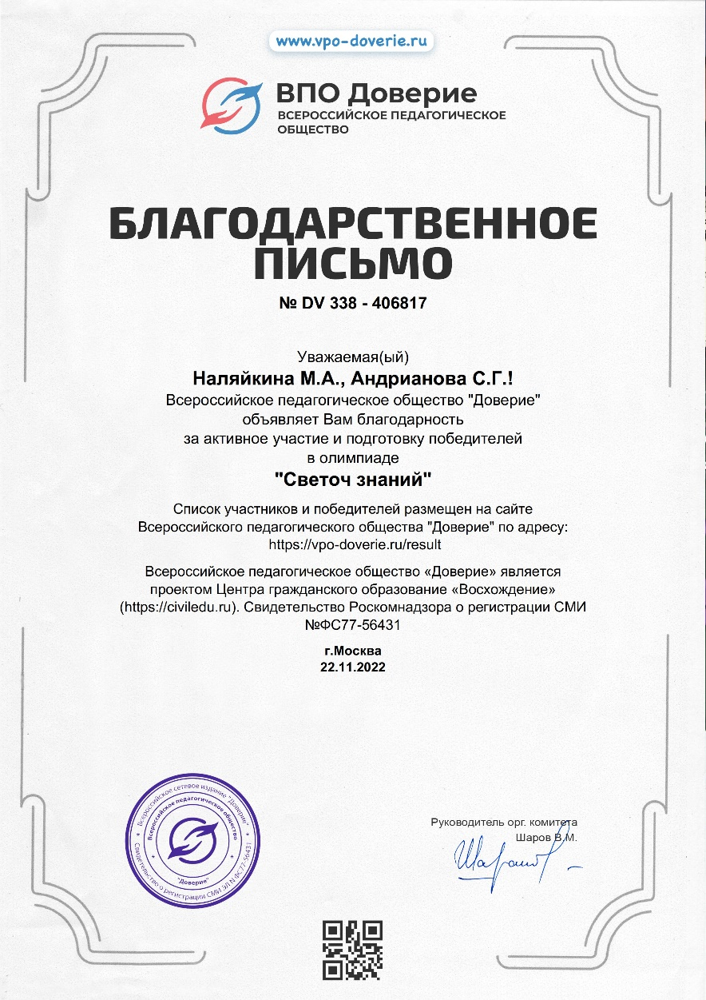 www.vpo-doverie.ru
ВПО Доверие
ВСЕРОССИЙСКОЕ ПЕДАГОГИЧЕСКОЕ
ОБЩЕСТВО
БЛАГОДАРСТВЕННОЕ
ПИСЬМО
№ DV 338 - 406817
Уважаемая(ый)
Наляйкина М.А., Андрианова С.Г.!
Всероссийское педагогическое общество "Доверие"
объявляет Вам благодарность
за активное участие и подготовку победителей
в олимпиаде
"Светоч знаний"
Список участников и победителей размещен на сайте
Всероссийского педагогического общества "Доверие" по адресу:
https://vpo-doverie.ru/result
Всероссийское педагогическое общество «Доверие» является
проектом Центра гражданского образование «Восхождение»
(https://civiledu.ru). Свидетельство Роскомнадзора о регистрации СМИ
№ФС77-56431
г.Москва
22.11.2022
Всероссийское сетевое издание "Доверие"
Свидетельство о регистрации СМИ ЭЛ №ФС77-56431
Всероссийское педагогическое общество
"Доверие"
Руководитель орг. комитета
Шаров В.М.